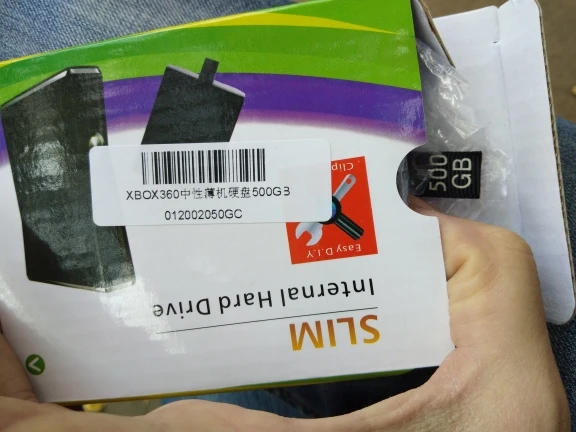 XBOX360中性薄机硬盘500GB
012002050GC
500
GB
Clip
Easy D.I.Y
Internal Hard Drive
SLIM